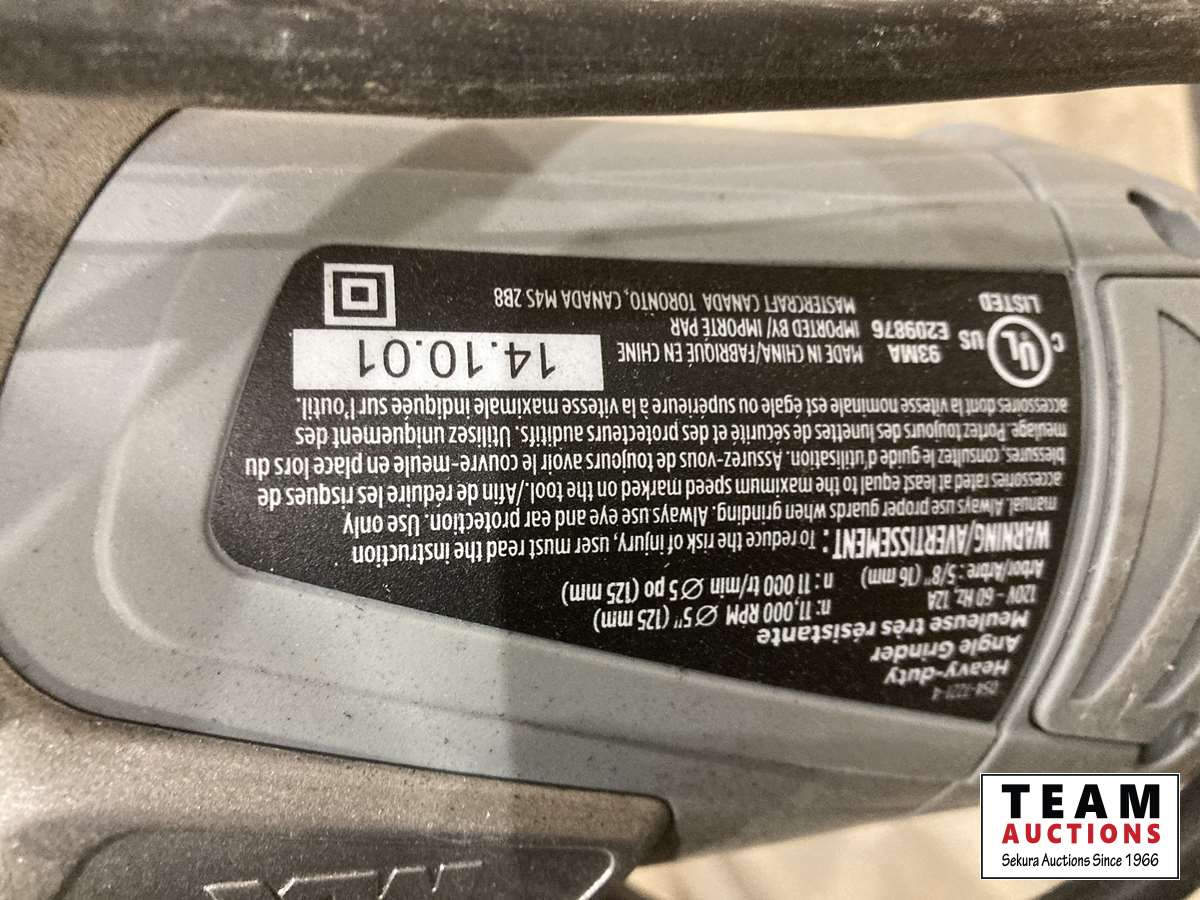 Heavy-duty
Angle Grinder
Meuleuse très résistante
120V - 60 Hz, 12A
Arbor/Arbre : 5/8" (16 mm)
n: 11,000 RPM Ø 5" (125 mm)
n : 11 000 tr/min Ø 5 po (125 mm)
WARNING/AVERTISSEMENT : To reduce the risk of injury, user must read the instruction
manual. Always use proper guards when grinding. Always use eye and ear protection. Use only
accessories rated at least equal to the maximum speed marked on the tool./Afin de réduire les risques de
blessures, consultez le guide d'utilisation. Assurez-vous de toujours avoir le couvre-meule en place lors du
meulage. Portez toujours des lunettes de sécurité et des protecteurs auditifs. Utilisez uniquement des
accessoires dont la vitesse nominale est égale ou supérieure à la vitesse maximale indiquée sur l'outil.
C UL US
LISTED
93MA
E209876
MADE IN CHINA/FABRIQUÉ EN CHINE
IMPORTED BY/ IMPORTÉ PAR
MASTERCRAFT CANADA TORONTO, CANADA M4S 2B8
14.10.01
TEAM
AUCTIONS
Sekura Auctions Since 1966